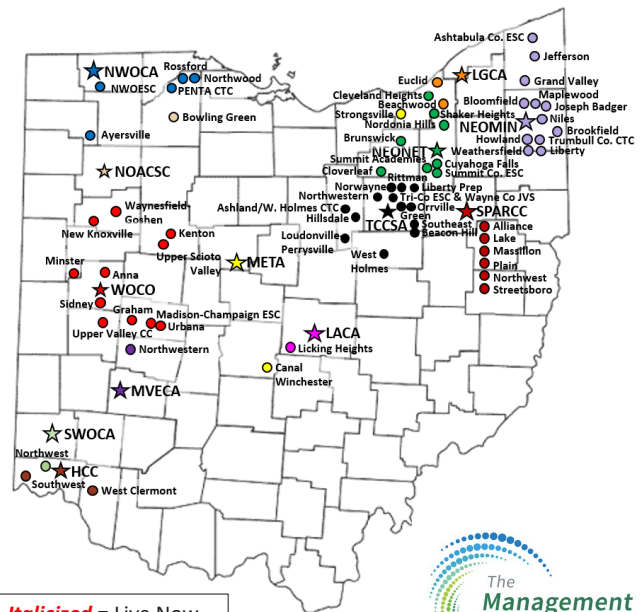 Ashtabula Co. ESC
Jefferson
Rossford
NWOCA
Northwood
NWOESC
PENTA CTC
Euclid
LGCA
Grand Valley
Cleveland Heights
Maplewood
Beachwood
Bloomfield
Joseph Badger
Bowling Green
Strongsville
Shaker Heights
Niles
Nordonia Hills
NEOMIN
Ayersville
Brookfield
Brunswick
Howland
Trumbull Co. CTC
NEONET
Weathersfield
Liberty
Summit Academies
Cuyahoga Falls
NOACSC
Cloverleaf
Summit Co. ESC
Rittman
Norwayne
Liberty Prep
Northwestern
Tri-Co ESC & Wayne Co JVS
Waynesfield-
Goshen
Ashland/W. Holmes CTC
Orrville
Hillsdale
Green
SPARCC
New Knoxville
TCCSA
Southeast
Alliance
Kenton
Loudonville
Perrysville
Beacon Hill
Lake
Upper Scioto
Valley
META
West
Holmes
Massillon
Minster
Plain
Anna
Northwest
WOCO
Streetsboro
Sidney
Graham
Madison-Champaign ESC
Urbana
Upper Valley CC
LACA
Northwestern
Licking Heights
Canal
Winchester
MVECA
SWOCA
Northwest
HCC
Southwest
West Clermont
The
Management
Italicized = Live Now